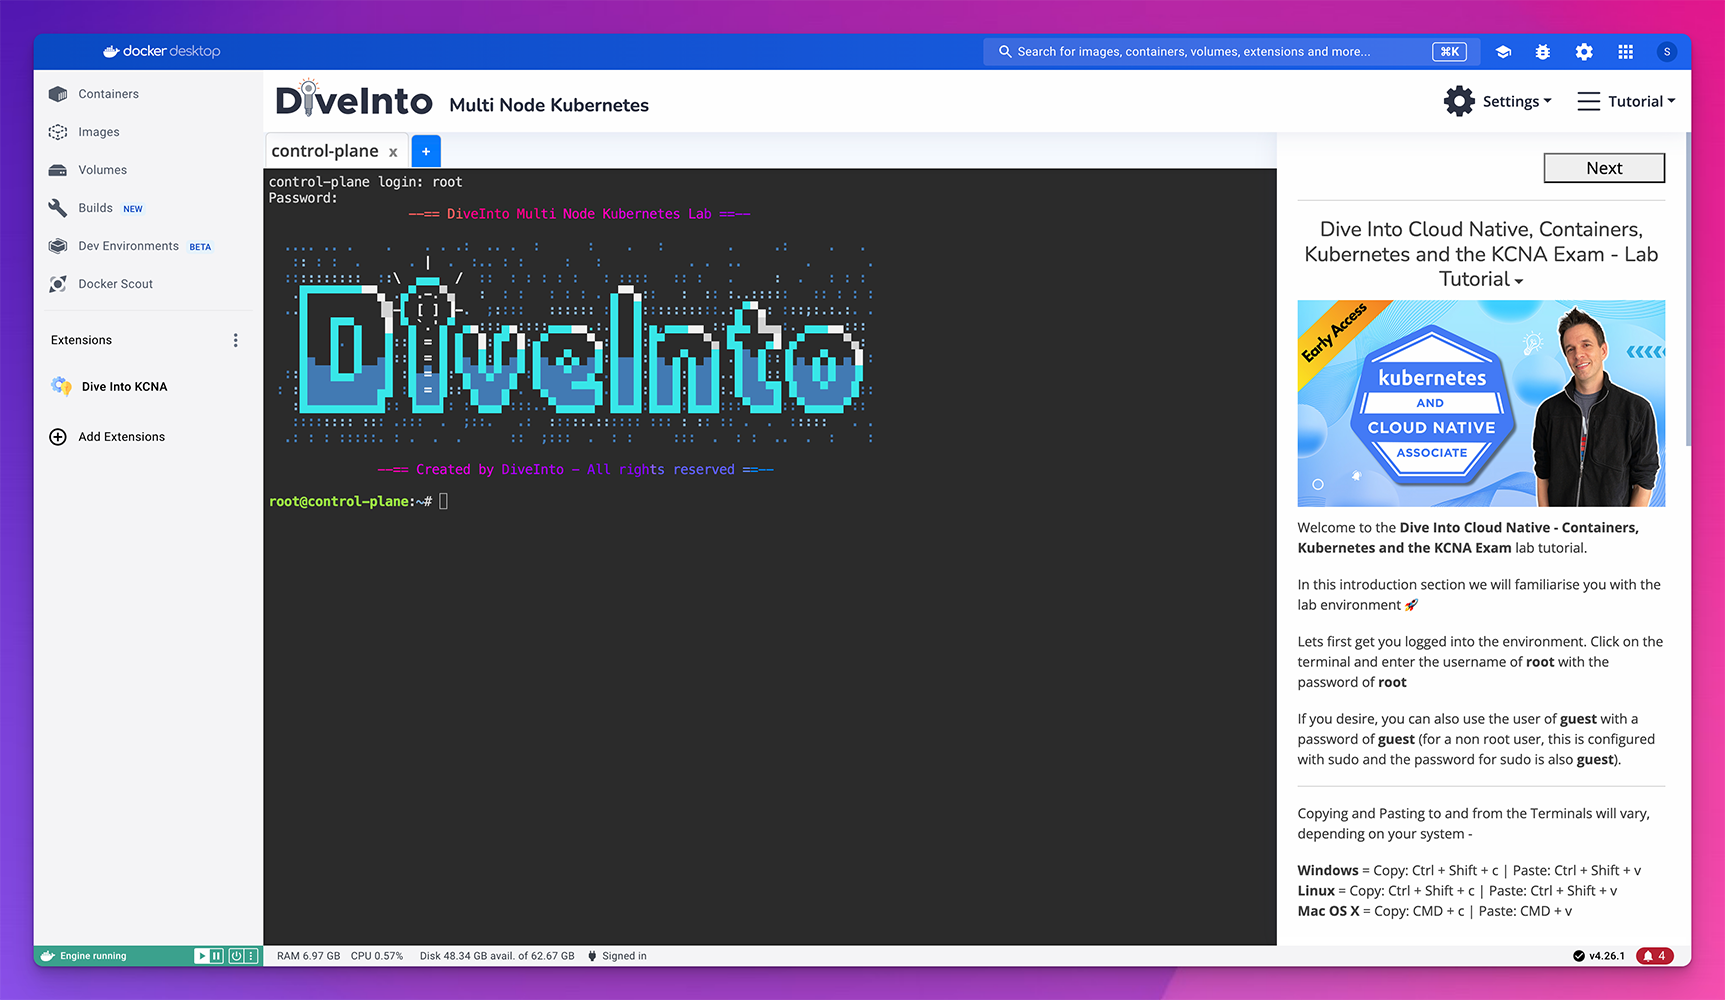 docker desktop
Search for images, containers, volumes, extensions and more...
⌘K
S
Containers
Images
Volumes
Builds NEW
Dev Environments BETA
Docker Scout
Extensions
Dive Into KCNA
Add Extensions
DiveInto Multi Node Kubernetes
Settings
Tutorial
control-plane x
+
control-plane login: root
Password:
--== DiveInto Multi Node Kubernetes Lab ==--
DiveInto
--== Created by DiveInto - All rights reserved ==--
root@control-plane:~#
Next
Dive Into Cloud Native, Containers,
Kubernetes and the KCNA Exam - Lab
Tutorial
Early Access
kubernetes
AND
CLOUD NATIVE
ASSOCIATE
Welcome to the Dive Into Cloud Native - Containers,
Kubernetes and the KCNA Exam lab tutorial.
In this introduction section we will familiarise you with the
lab environment 🚀
Lets first get you logged into the environment. Click on the
terminal and enter the username of root with the
password of root
If you desire, you can also use the user of guest with a
password of guest (for a non root user, this is configured
with sudo and the password for sudo is also guest).
Copying and Pasting to and from the Terminals will vary,
depending on your system -
Windows = Copy: Ctrl + Shift + c | Paste: Ctrl + Shift + v
Linux = Copy: Ctrl + Shift + c | Paste: Ctrl + Shift + v
Mac OS X = Copy: CMD + c | Paste: CMD + v
Engine running
RAM 6.97 GB CPU 0.57% Disk 48.34 GB avail. of 62.67 GB Signed in
v4.26.1
4